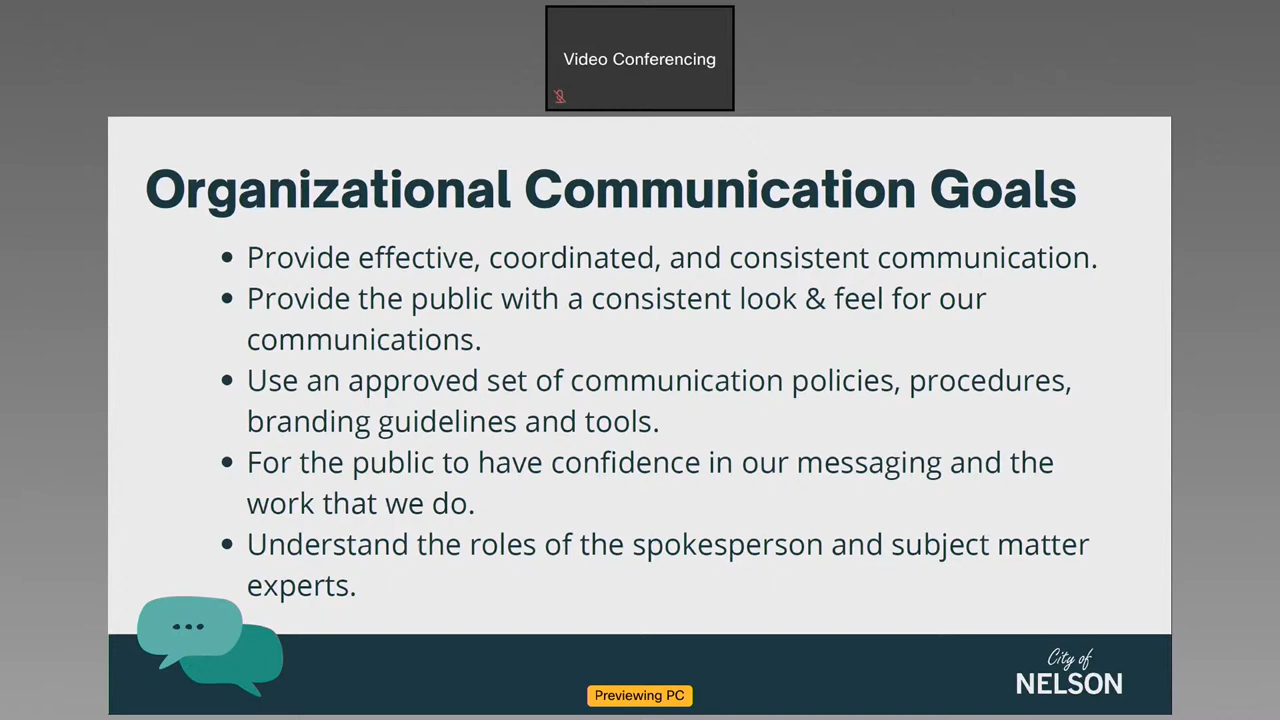 Video Conferencing
Organizational Communication Goals
• Provide effective, coordinated, and consistent communication.
• Provide the public with a consistent look & feel for our
communications.
• Use an approved set of communication policies, procedures,
branding guidelines and tools.
• For the public to have confidence in our messaging and the
work that we do.
• Understand the roles of the spokesperson and subject matter
experts.
City of
NELSON
Previewing PC